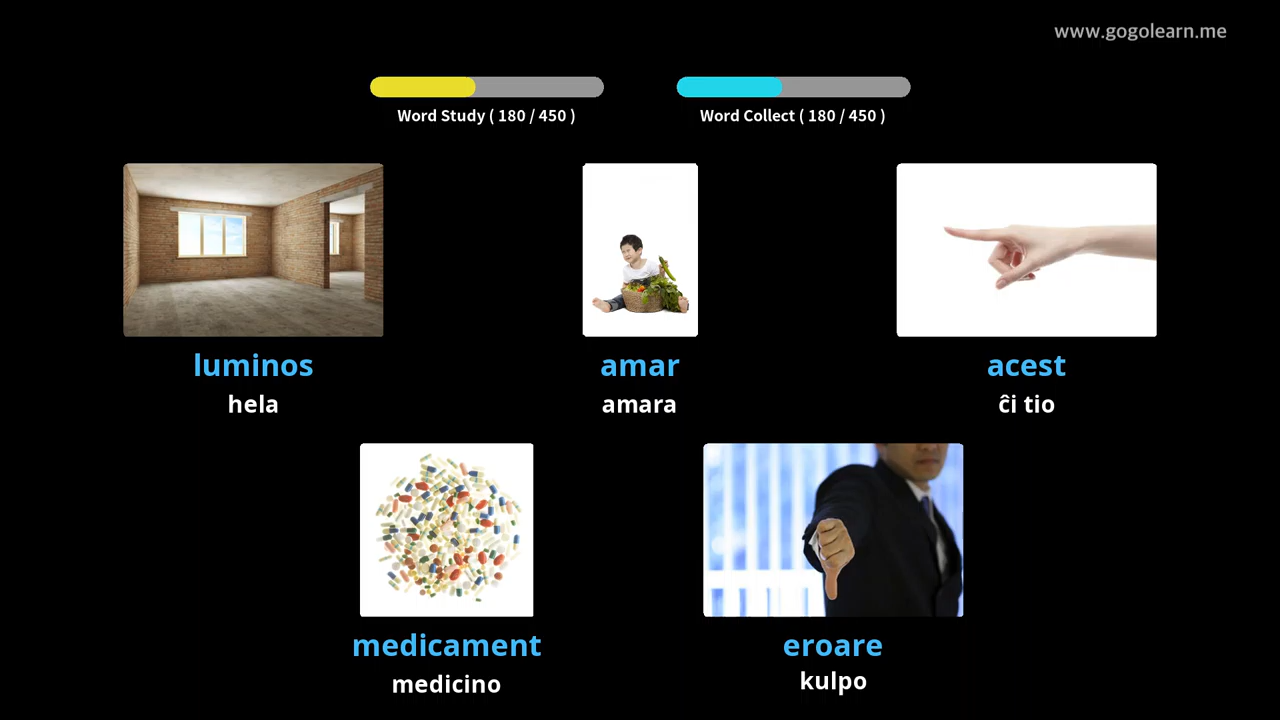 www.gogolearn.me
Word Study ( 180 / 450 )
Word Collect ( 180 / 450 )
luminos
hela
amar
amara
acest
ĉi tio
medicament
medicino
eroare
kulpo